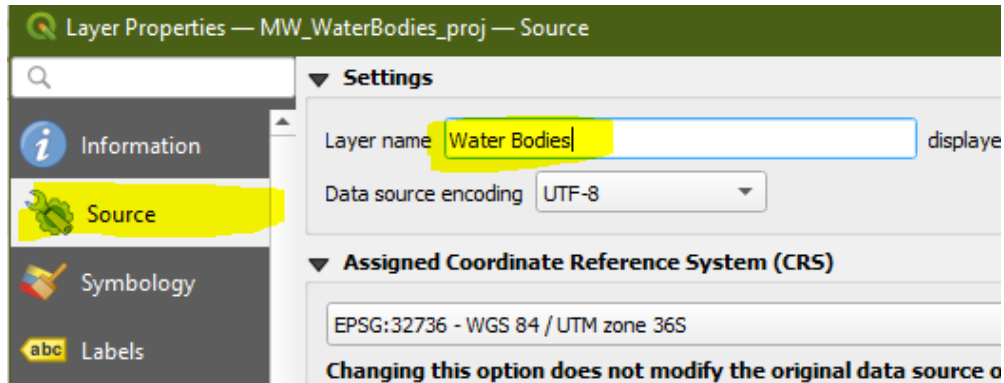 Layer Properties — MW_WaterBodies_proj — Source
Settings
Information
Layer name Water Bodies displaye
Data source encoding UTF-8
Source
Assigned Coordinate Reference System (CRS)
Symbology
EPSG:32736 - WGS 84 / UTM zone 36S
abc Labels
Changing this option does not modify the original data source o